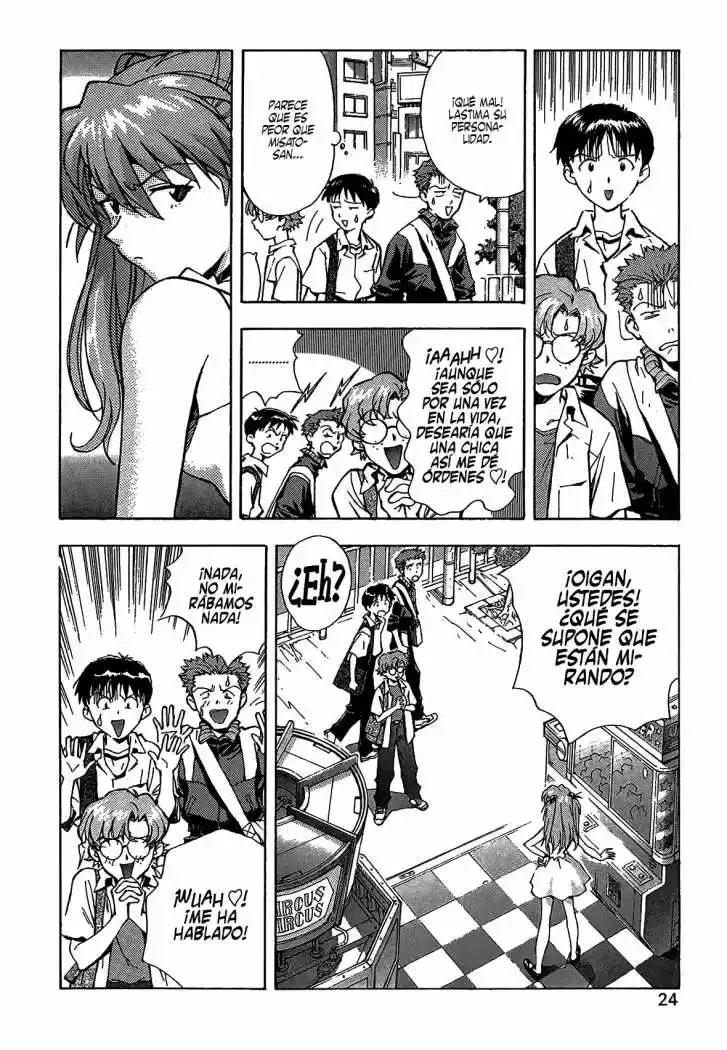 ¡QUÉ MAL!
LASTIMA SU
PERSONA-
LIDAD.
PARECE
QUE ES
PEOR QUE
MISATO-
SAN...
¡AAAHH ♡!
¡AUNQUE
SEA SÓLO
POR UNA VEZ
EN LA VIDA,
DESEARÍA QUE
UNA CHICA
ASÍ ME DÉ
ÓRDENES ♡!
............
¡OIGAN,
USTEDES!
¿QUÉ SE
SUPONE QUE
ESTÁN MI-
RANDO?
¿Eh?
CIRCUS
CIRCUS
¡NADA,
NO MI-
RÁBAMOS
NADA!
¡WUAH ♡!
¡ME HA
HABLADO!
24